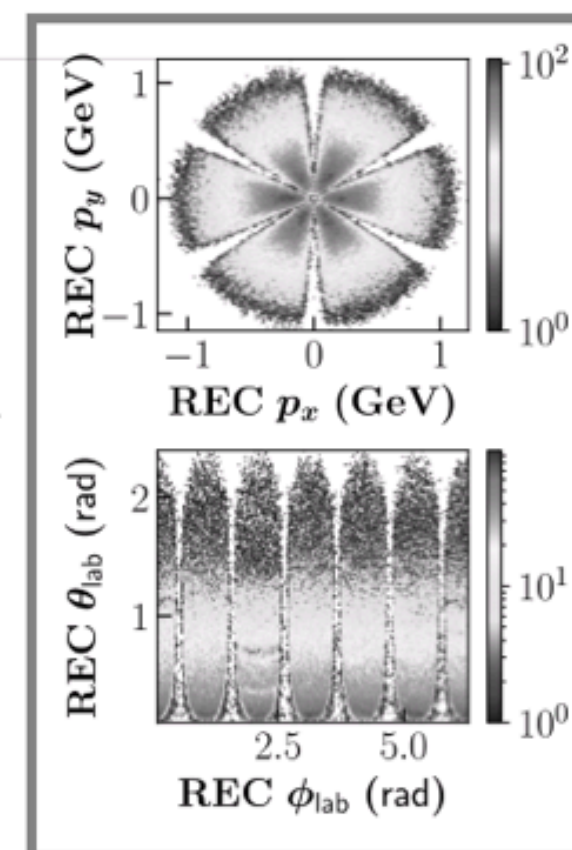 REC p_y (GeV)
1
0
−1
−1 0 1
REC p_x (GeV)
10²
10⁰
REC θ_lab (rad)
2
1
2.5 5.0
REC ϕ_lab (rad)
10¹
10⁰